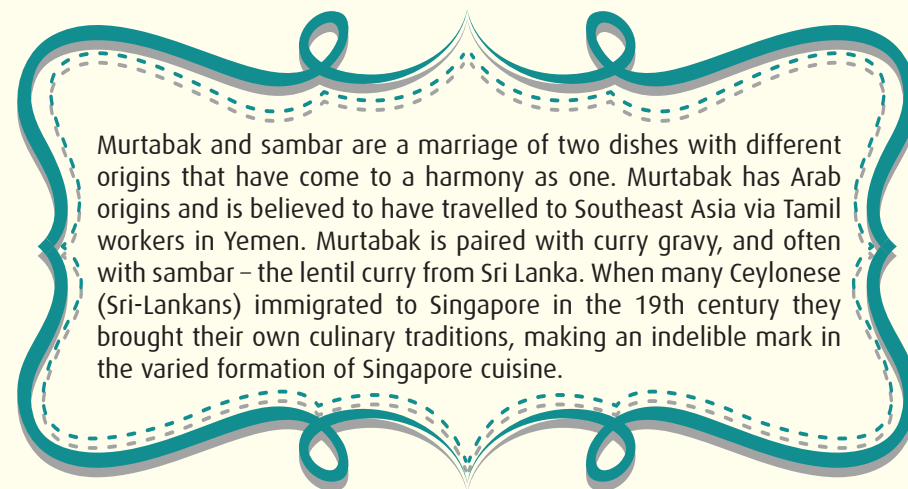 Murtabak and sambar are a marriage of two dishes with different
origins that have come to a harmony as one. Murtabak has Arab
origins and is believed to have travelled to Southeast Asia via Tamil
workers in Yemen. Murtabak is paired with curry gravy, and often
with sambar – the lentil curry from Sri Lanka. When many Ceylonese
(Sri-Lankans) immigrated to Singapore in the 19th century they
brought their own culinary traditions, making an indelible mark in
the varied formation of Singapore cuisine.